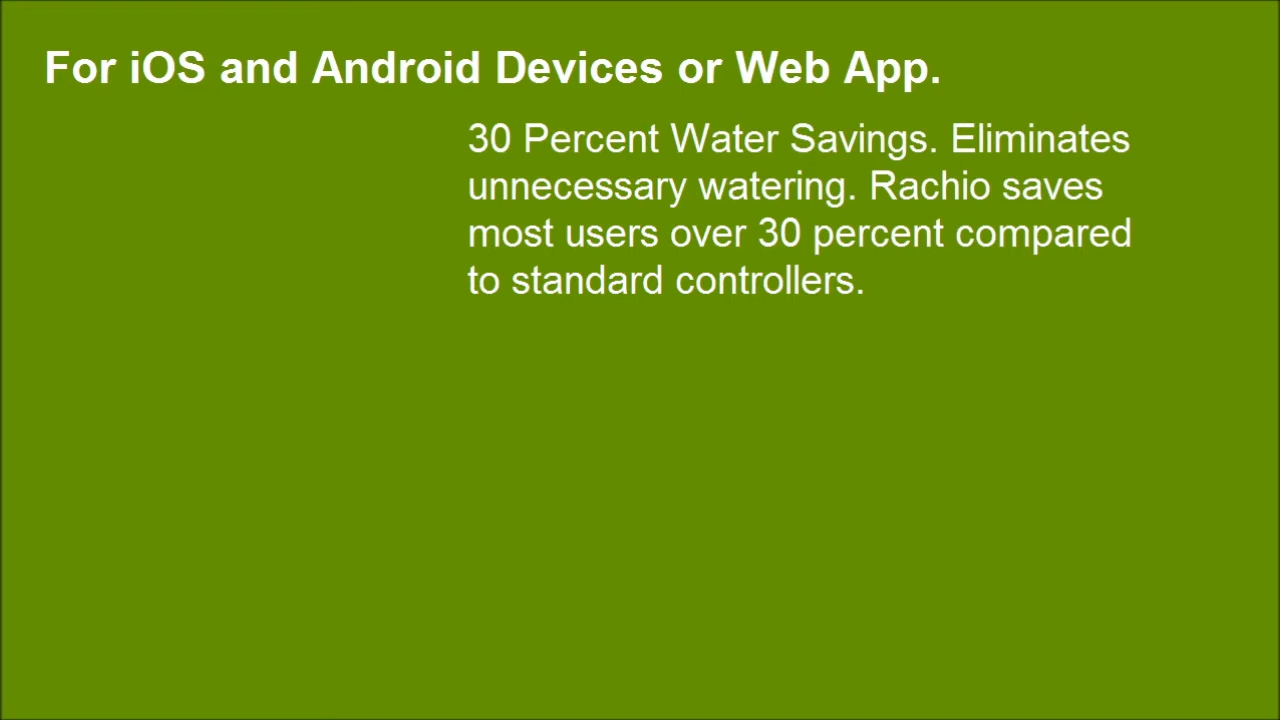 For iOS and Android Devices or Web App.
30 Percent Water Savings. Eliminates
unnecessary watering. Rachio saves
most users over 30 percent compared
to standard controllers.